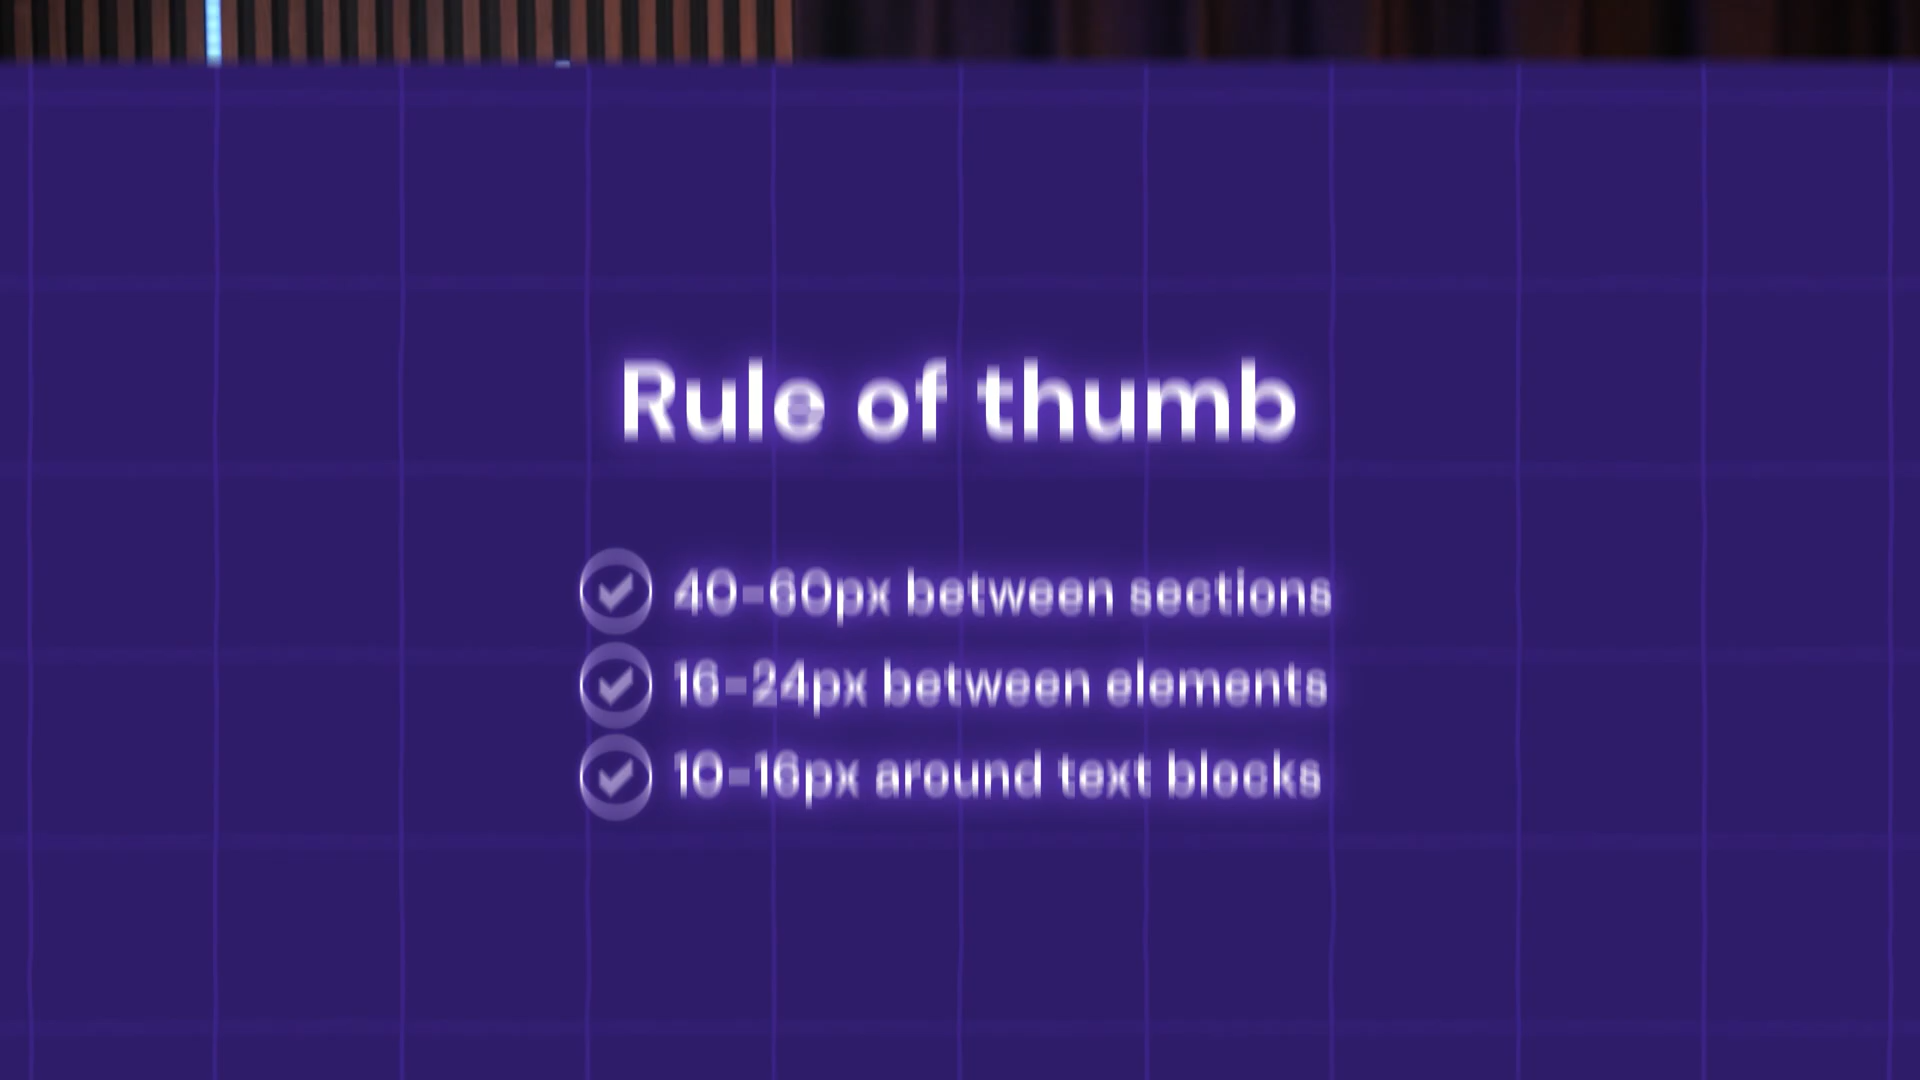 Rule of thumb
40-60px between sections
16-24px between elements
10-16px around text blocks